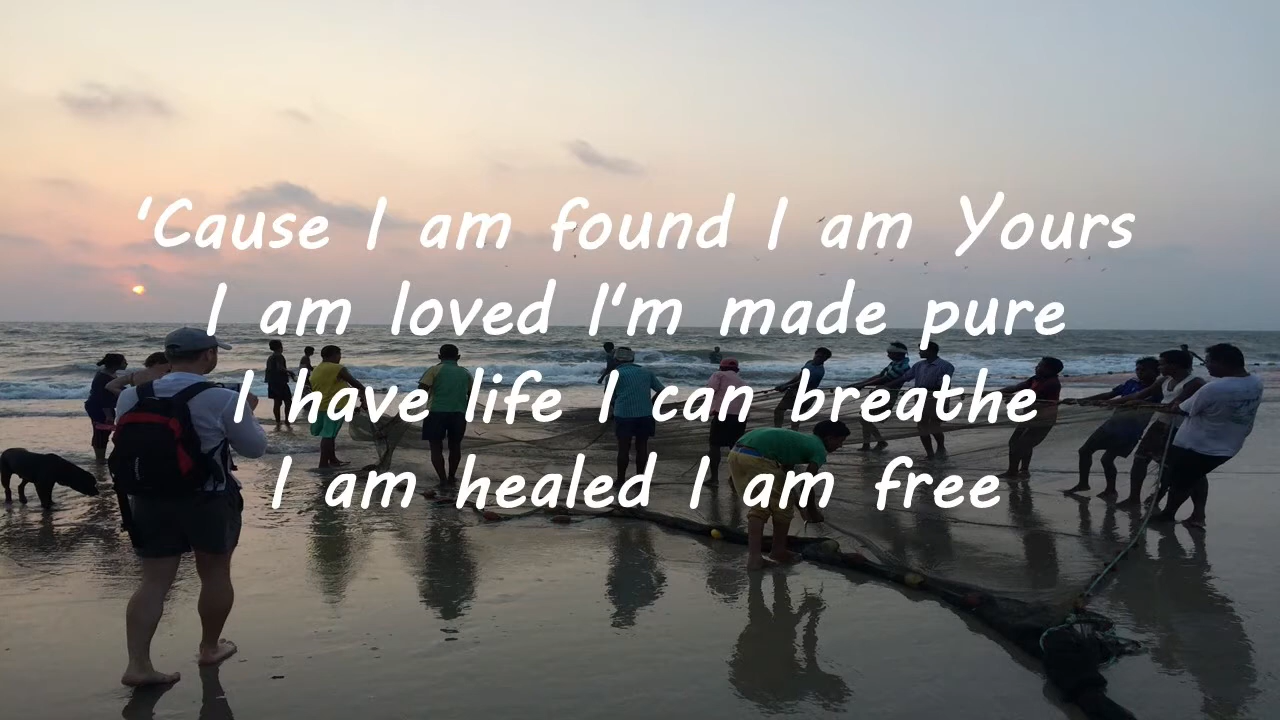 'Cause I am found I am Yours
I am loved I'm made pure
I have life I can breathe
I am healed I am free